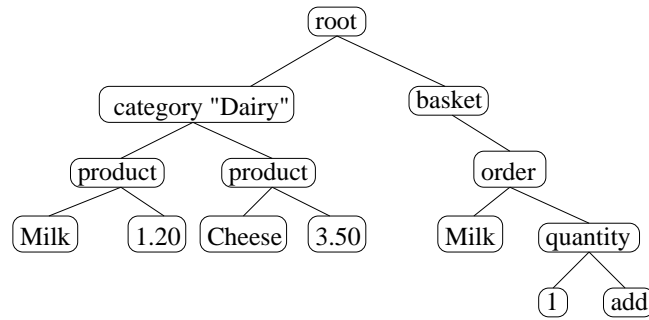 root
category "Dairy" basket
product product order
Milk 1.20 Cheese 3.50 Milk quantity
1 add